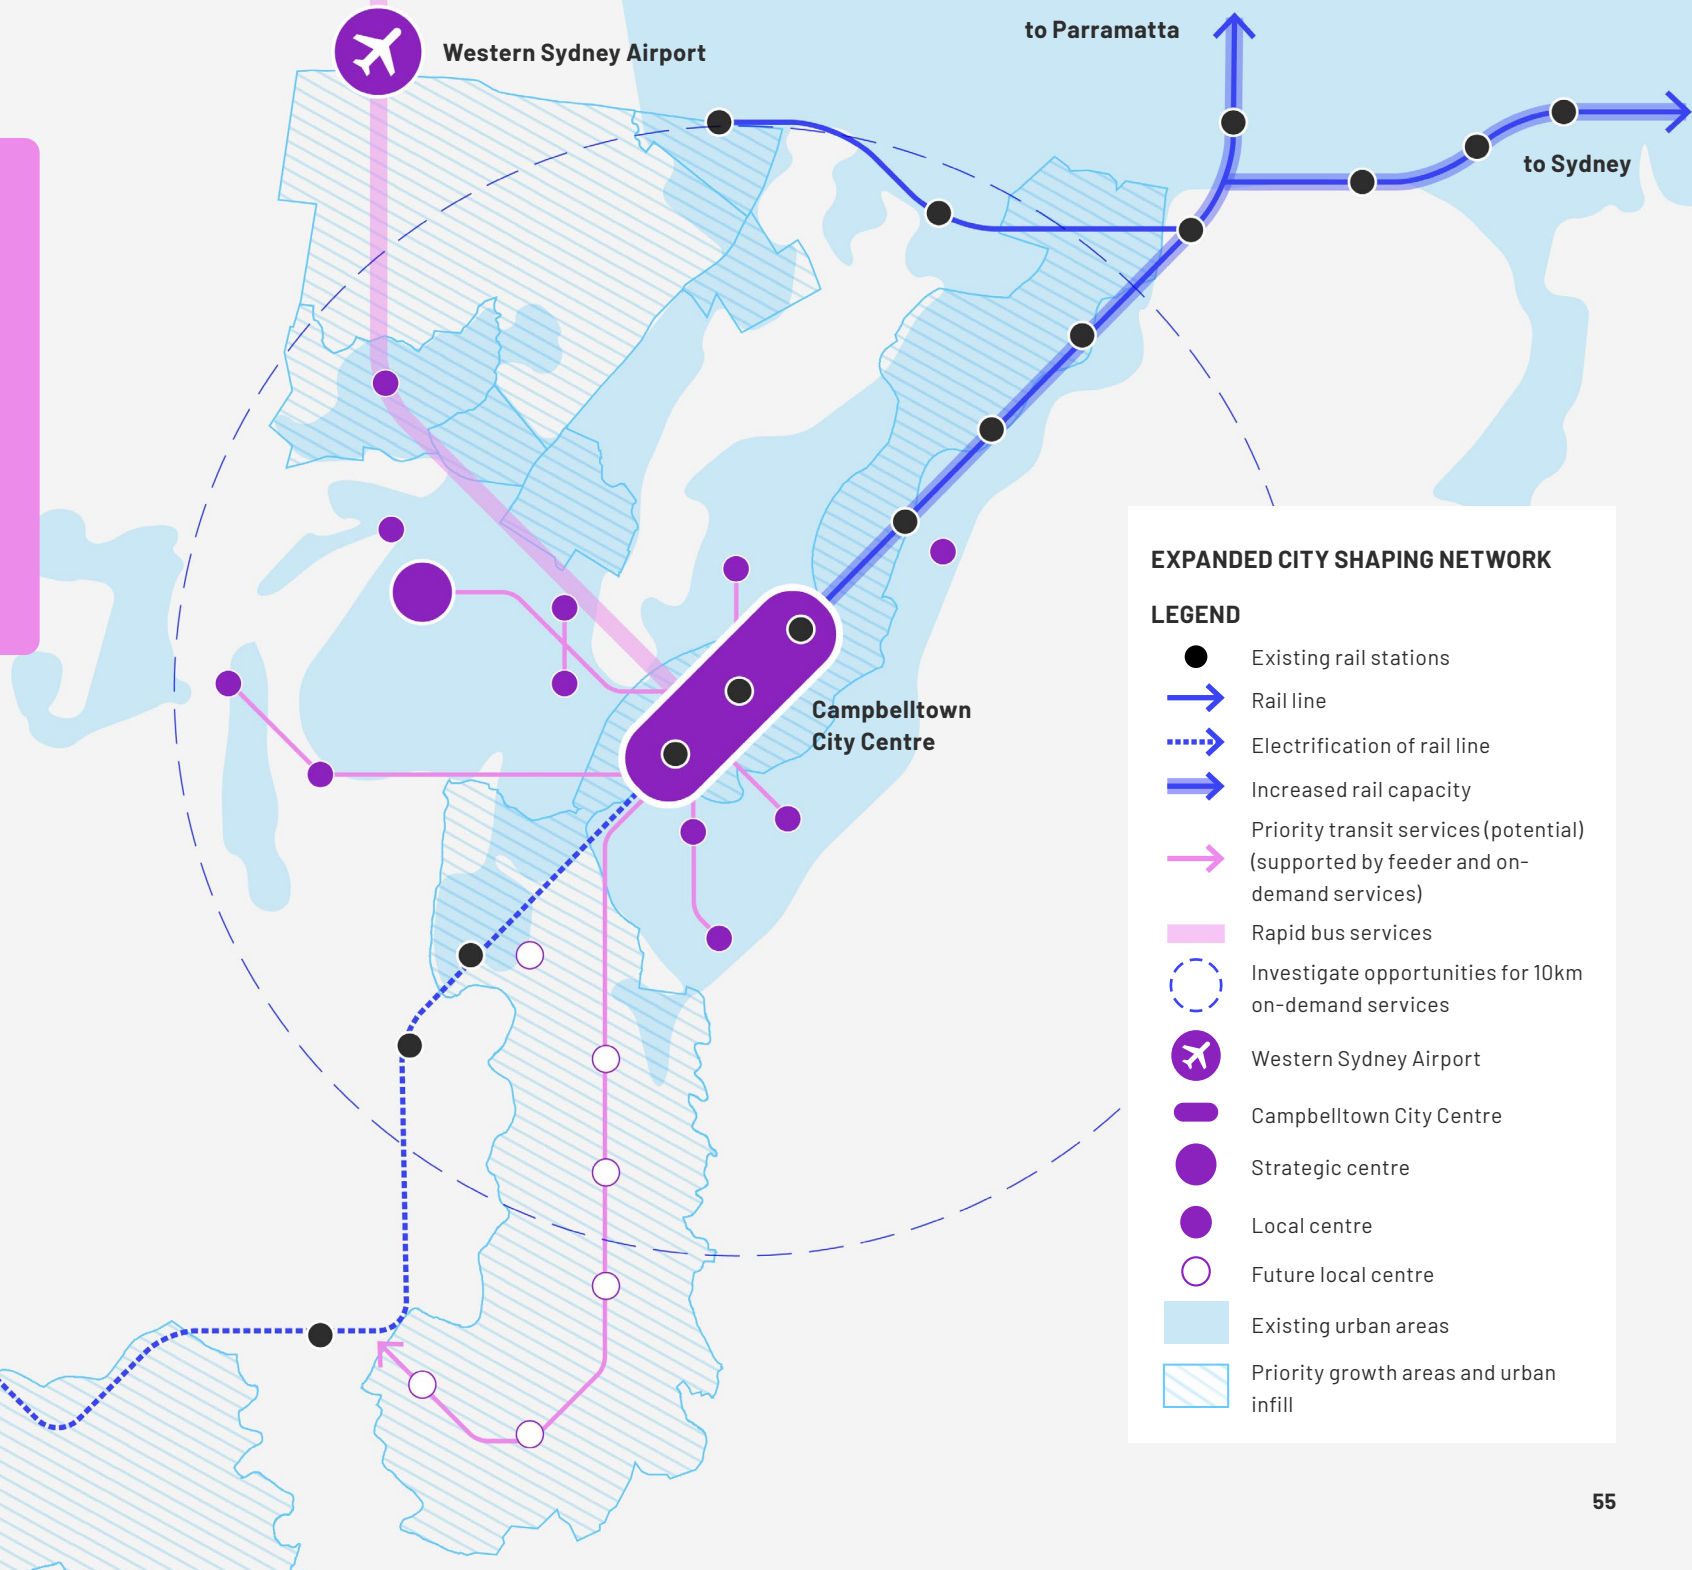 to Parramatta
Western Sydney Airport
to Sydney
Campbelltown
City Centre
EXPANDED CITY SHAPING NETWORK
LEGEND
Existing rail stations
Rail line
Electrification of rail line
Increased rail capacity
Priority transit services (potential)
(supported by feeder and on-
demand services)
Rapid bus services
Investigate opportunities for 10km
on-demand services
Western Sydney Airport
Campbelltown City Centre
Strategic centre
Local centre
Future local centre
Existing urban areas
Priority growth areas and urban
infill
55